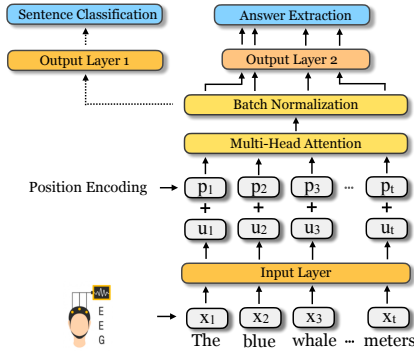 Sentence Classification Answer Extraction
Output Layer 1 Output Layer 2
Batch Normalization
Multi-Head Attention
Position Encoding p1 p2 p3 ... pt
+ + + +
u1 u2 u3 ut
Input Layer
E
E
G
x1 x2 x3 xt
The blue whale ... meters